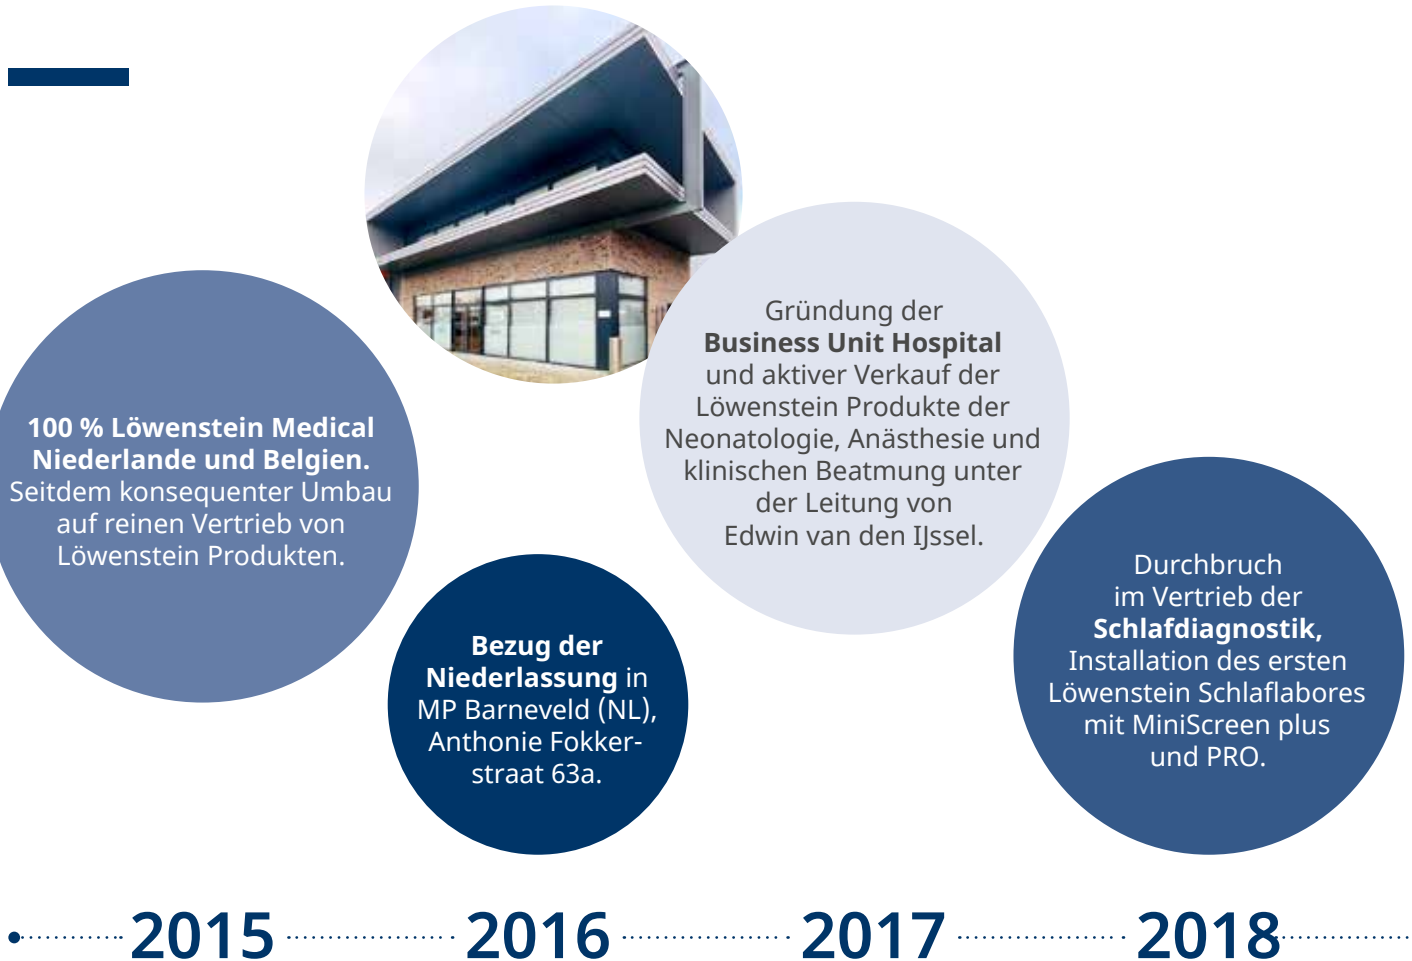 100 % Löwenstein Medical
Niederlande und Belgien.
Seitdem konsequenter Umbau
auf reinen Vertrieb von
Löwenstein Produkten.
Bezug der
Niederlassung in
MP Barneveld (NL),
Anthonie Fokker-
straat 63a.
Gründung der
Business Unit Hospital
und aktiver Verkauf der
Löwenstein Produkte der
Neonatologie, Anästhesie und
klinischen Beatmung unter
der Leitung von
Edwin van den IJssel.
Durchbruch
im Vertrieb der
Schlafdiagnostik,
Installation des ersten
Löwenstein Schlaflabores
mit MiniScreen plus
und PRO.
2015 2016 2017 2018